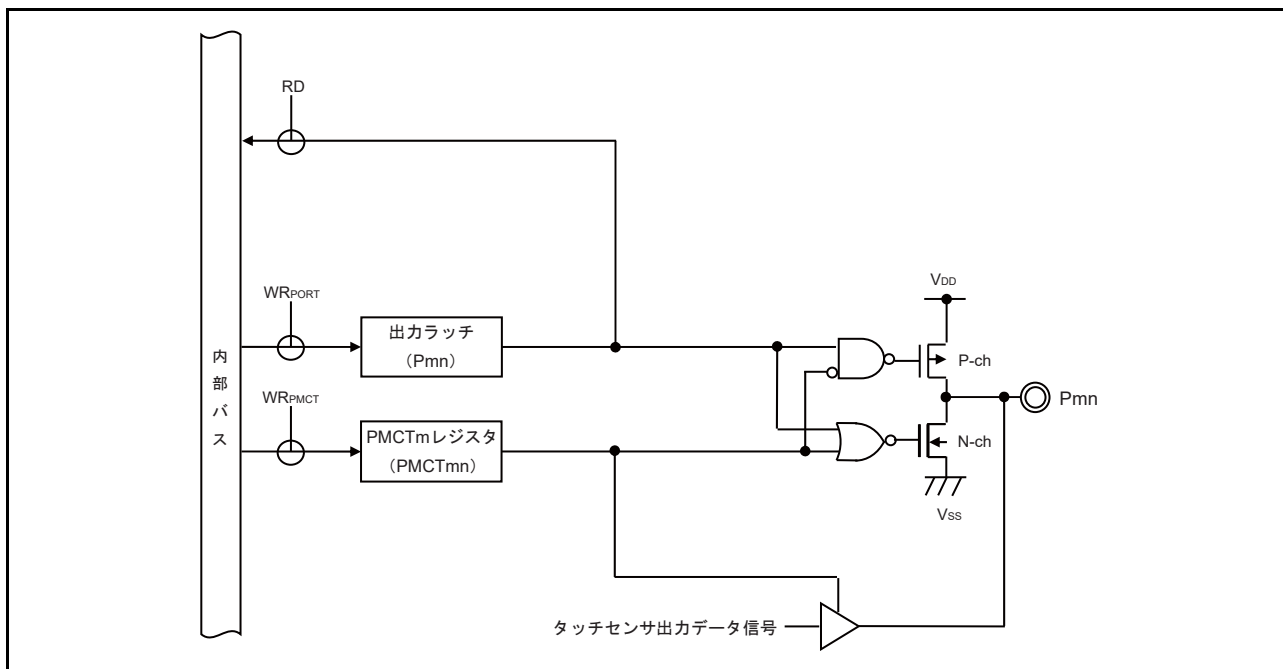 RD
WRPORT
出力ラッチ
(Pmn)
WRPMCT
PMCTmレジスタ
(PMCTmn)
内部バス
VDD
P-ch
Pmn
N-ch
VSS
タッチセンサ出力データ信号